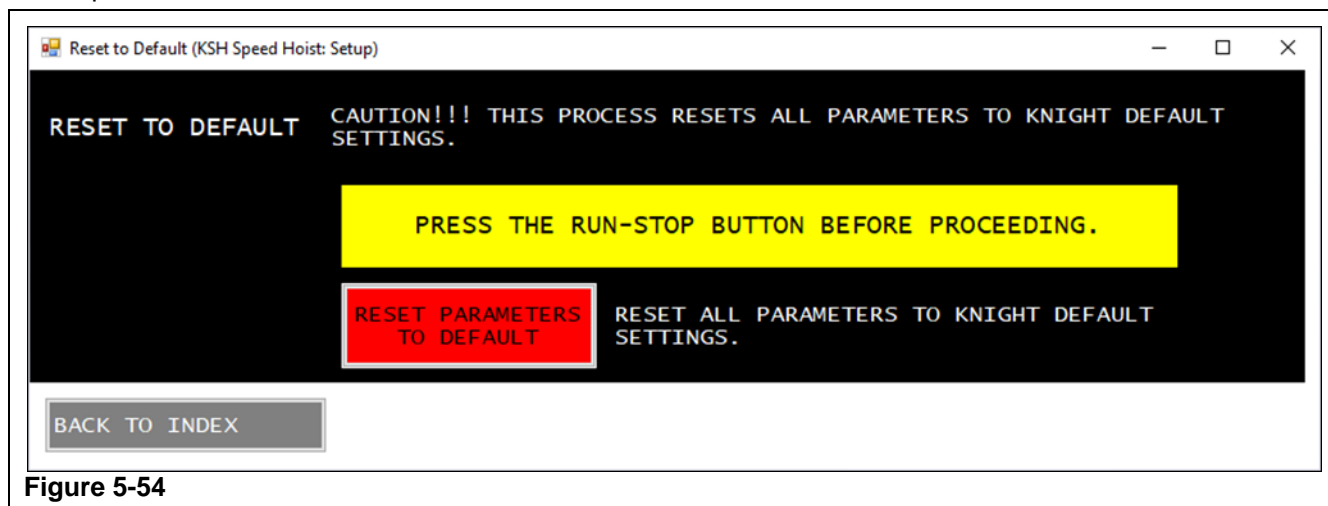 Reset to Default (KSH Speed Hoist: Setup)
RESET TO DEFAULT
CAUTION!!! THIS PROCESS RESETS ALL PARAMETERS TO KNIGHT DEFAULT
SETTINGS.
PRESS THE RUN-STOP BUTTON BEFORE PROCEEDING.
RESET PARAMETERS
TO DEFAULT
RESET ALL PARAMETERS TO KNIGHT DEFAULT
SETTINGS.
BACK TO INDEX
Figure 5-54